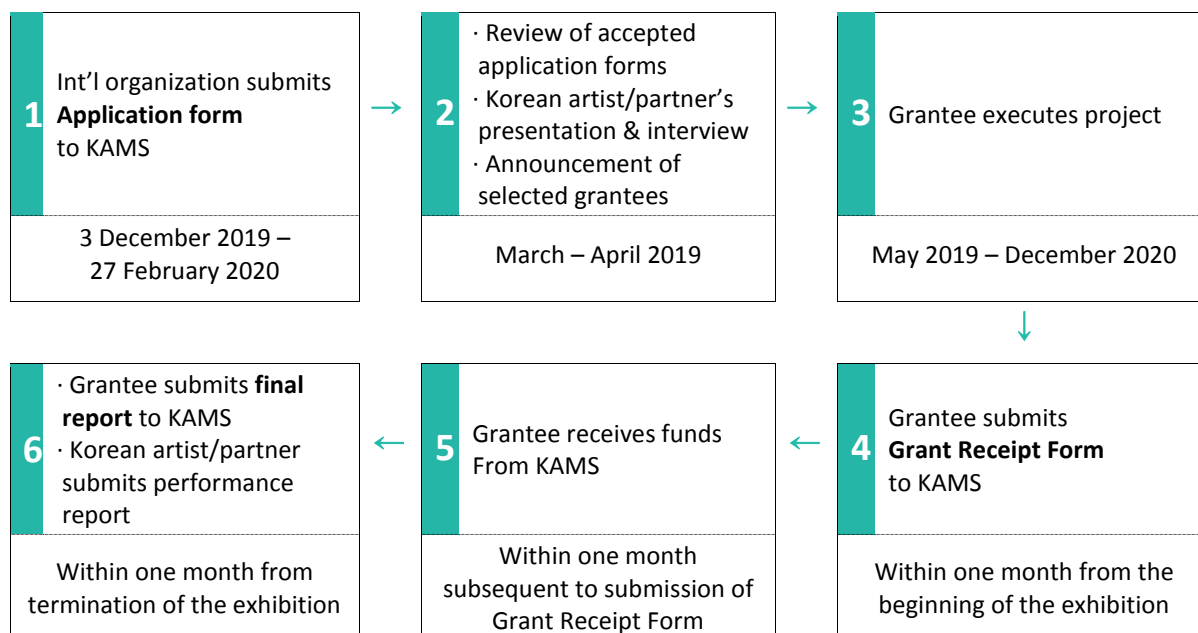 1
Int’l organization submits
Application form
to KAMS
3 December 2019 –
27 February 2020
→
2
· Review of accepted
application forms
· Korean artist/partner’s
presentation & interview
· Announcement of
selected grantees
March – April 2019
→
3
Grantee executes project
May 2019 – December 2020
↓
4
Grantee submits
Grant Receipt Form
to KAMS
Within one month from the
beginning of the exhibition
←
5
Grantee receives funds
From KAMS
Within one month
subsequent to submission of
Grant Receipt Form
←
6
· Grantee submits final
report to KAMS
· Korean artist/partner
submits performance
report
Within one month from
termination of the exhibition